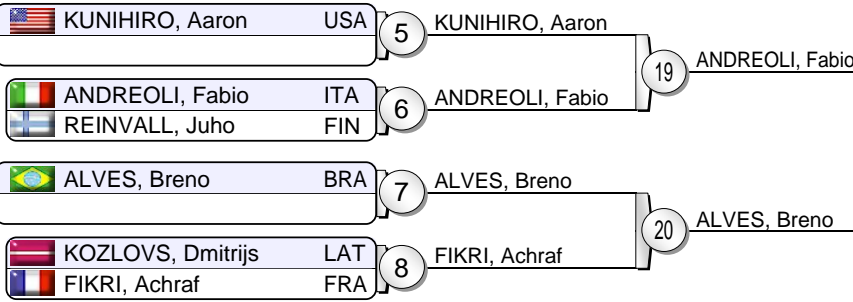 KUNIHIRO, Aaron USA 5 KUNIHIRO, Aaron
19 ANDREOLI, Fabio
ANDREOLI, Fabio ITA 6 ANDREOLI, Fabio
REINVALL, Juho FIN
ALVES, Breno BRA 7 ALVES, Breno
20 ALVES, Breno
KOZLOVS, Dmitrijs LAT 8 FIKRI, Achraf
FIKRI, Achraf FRA